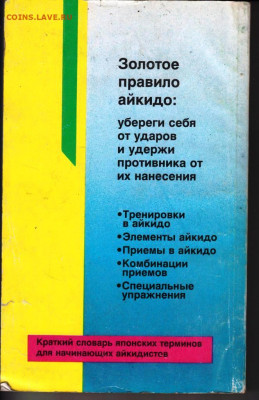 COINS.LAVE.RU
Золотое
правило
айкидо:
убереги себя
от ударов
и удержи
противника от
их нанесения
•Тренировки
в айкидо
•Элементы айкидо
•Приемы в айкидо
•Комбинации
приемов
•Специальные
упражнения
Краткий словарь японских терминов
для начинающих айкидистов